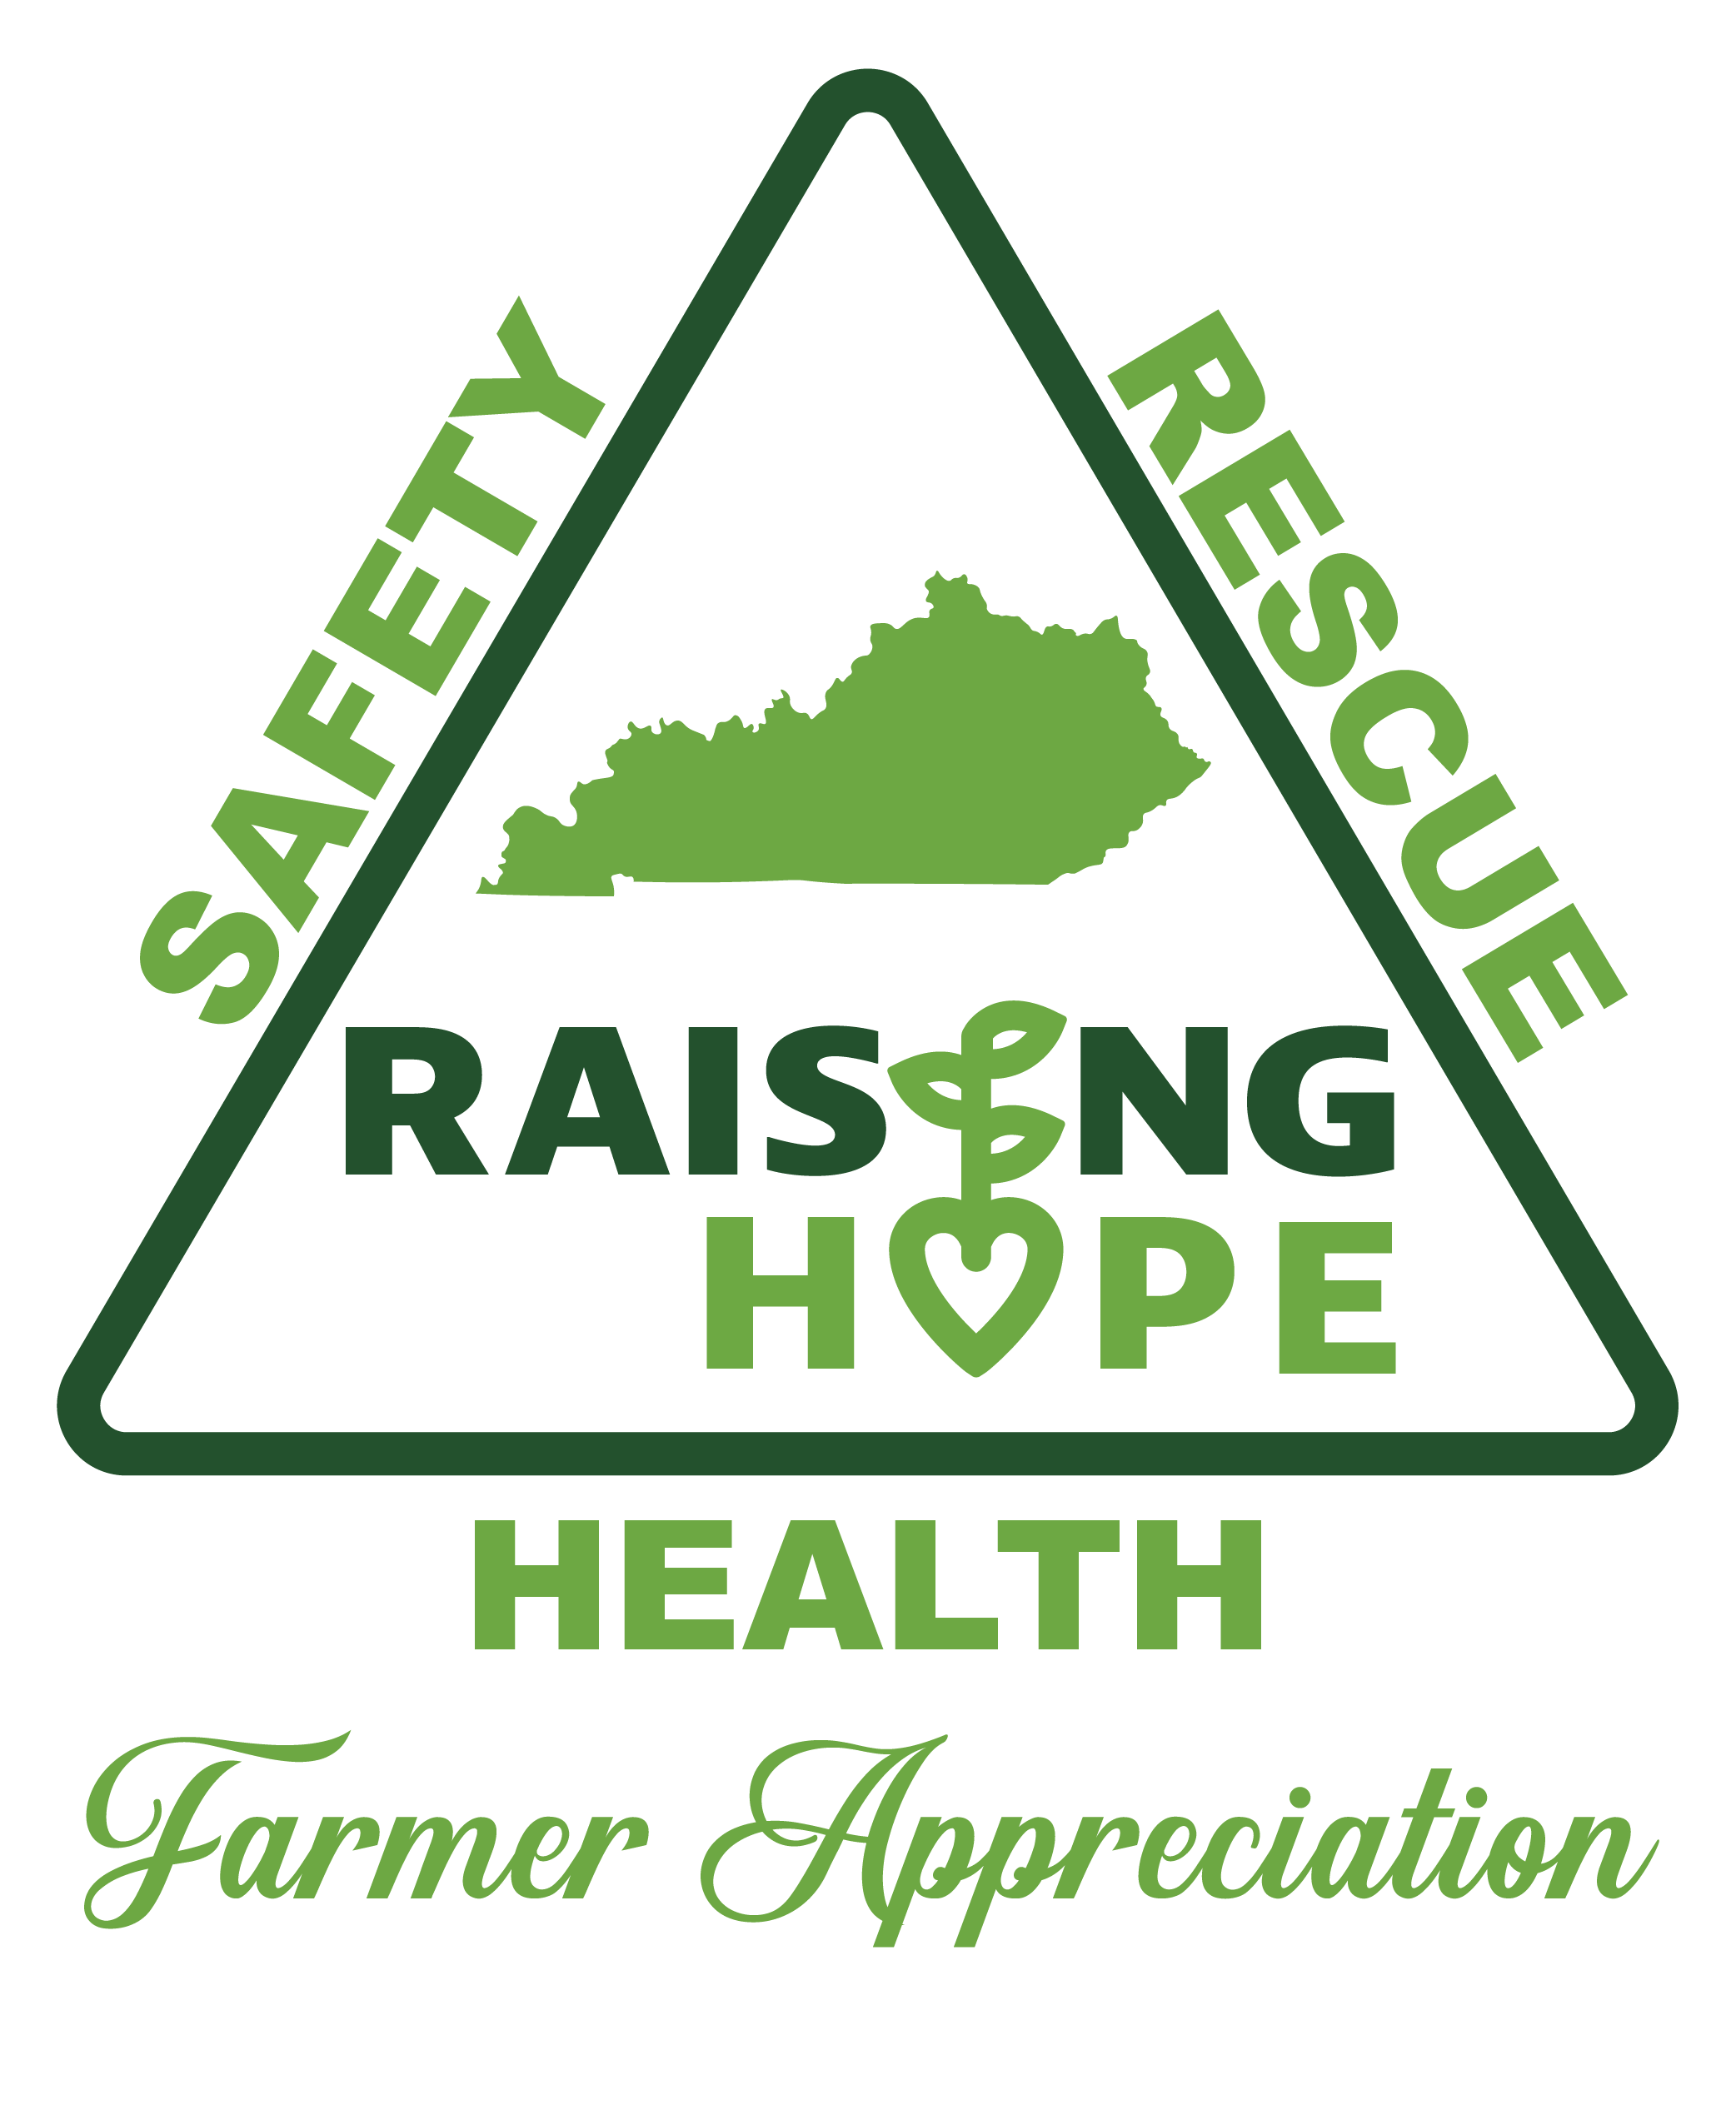 SAFETY
RESCUE
RAISING
HOPE
HEALTH
Farmer Appreciation